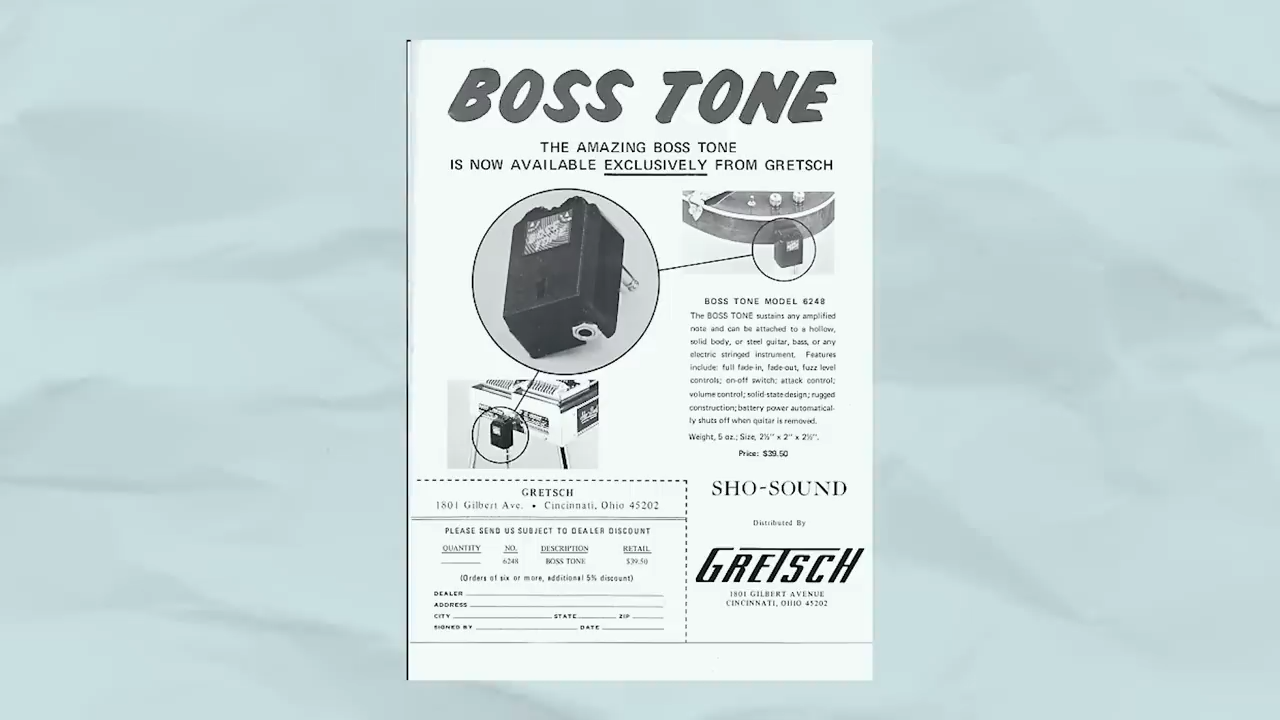 BOSS TONE
THE AMAZING BOSS TONE
IS NOW AVAILABLE EXCLUSIVELY FROM GRETSCH
BOSS
TONE
BOSS TONE MODEL 6248
The BOSS TONE sustains any amplified
note and can be attached to a hollow,
solid body, or steel guitar, bass, or any
electric stringed instrument. Features
include: full fade-in, fade-out, fuzz level
controls; on-off switch; attack control;
volume control; solid-state design; rugged
construction; battery power automatical-
ly shuts off when guitar is removed.
Weight, 5 oz.; Size, 2½" x 2" x 2½".
Price: $39.50
SHO-SOUND
Distributed By
GRETSCH
1801 GILBERT AVENUE
CINCINNATI, OHIO 45202
GRETSCH
1801 Gilbert Ave. • Cincinnati, Ohio 45202
PLEASE SEND US SUBJECT TO DEALER DISCOUNT
QUANTITY NO. DESCRIPTION RETAIL
6248 BOSS TONE $39.50
(Orders of six or more, additional 5% discount)
DEALER
ADDRESS
CITY STATE ZIP
SIGNED BY DATE